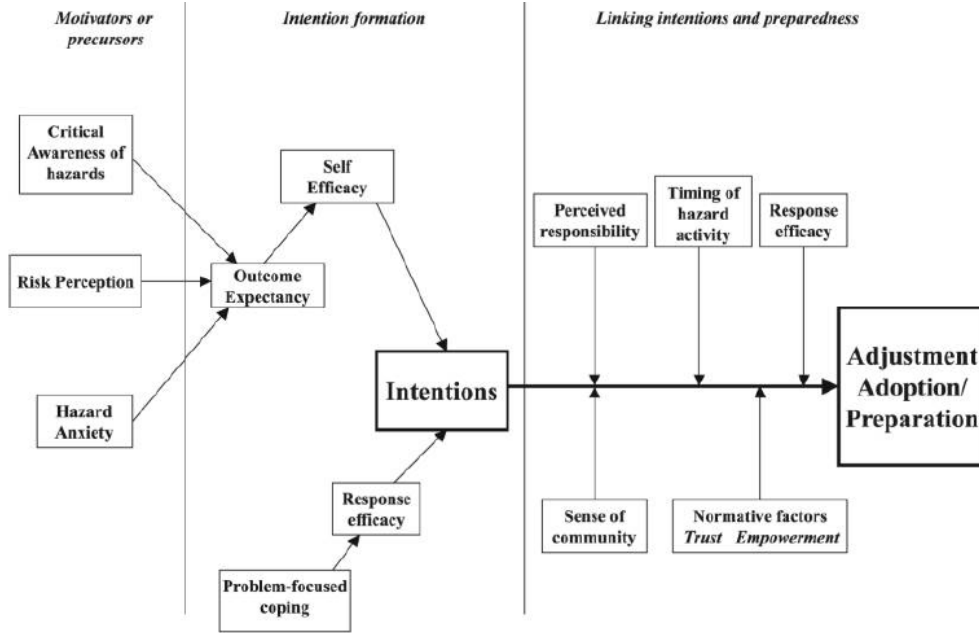 Motivators or
precursors
Intention formation
Linking intentions and preparedness
Critical
Awareness of
hazards
Self
Efficacy
Perceived
responsibility
Timing of
hazard
activity
Response
efficacy
Risk Perception
Outcome
Expectancy
Intentions
Adjustment
Adoption/
Preparation
Hazard
Anxiety
Response
efficacy
Sense of
community
Normative factors
Trust Empowerment
Problem-focused
coping